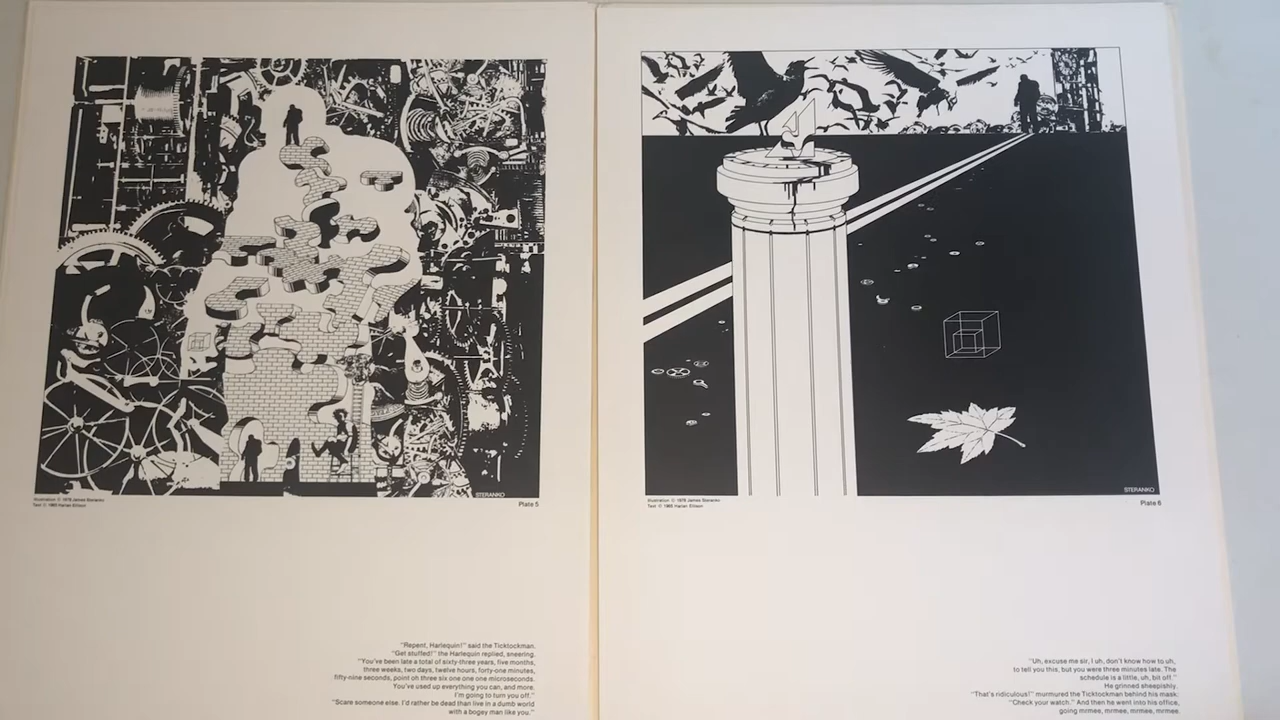 STERANKO
Illustration © 1978 James Steranko
Text © 1965 Harlan Ellison
Plate 5
"Repent, Harlequin!" said the Ticktockman.
"Get stuffed!" the Harlequin replied, sneering.
"You've been late a total of sixty-three years, five months,
three weeks, two days, twelve hours, forty-one minutes,
fifty-nine seconds, point oh three six one one one microseconds.
You've used up everything you can, and more.
I'm going to turn you off."
"Scare someone else. I'd rather be dead than live in a dumb world
with a bogey man like you."
STERANKO
Illustration © 1978 James Steranko
Text © 1965 Harlan Ellison
Plate 6
"Uh, excuse me sir, I uh, don't know how to uh,
to tell you this, but you were three minutes late. The
schedule is a little, uh, bit off."
He grinned sheepishly.
"That's ridiculous!" murmured the Ticktockman behind his mask.
"Check your watch." And then he went into his office,
going mrmee, mrmee, mrmee, mrmee.